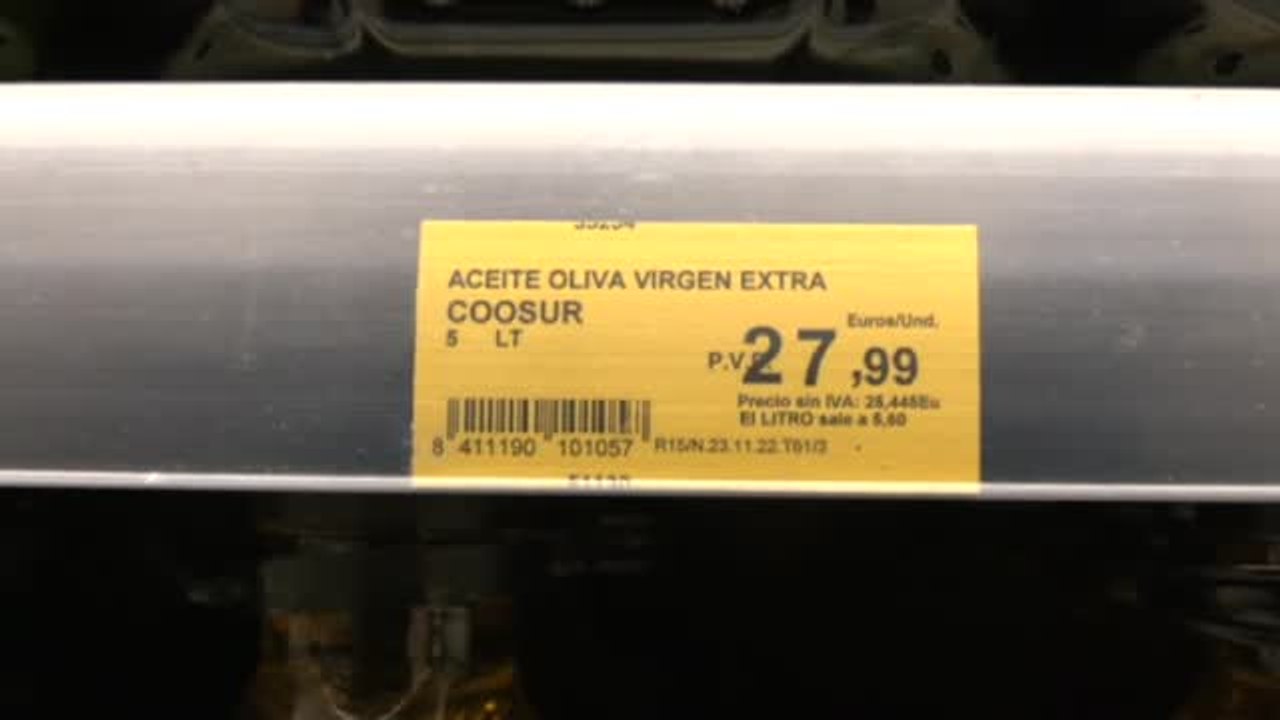 35254
ACEITE OLIVA VIRGEN EXTRA
COOSUR
5 LT
Euros/Und.
P.V.P 27,99
Precio sin IVA: 25,445Eu
El LITRO sale a 5,60
8 411190 101057 R15/N.23.11.22.T61/3